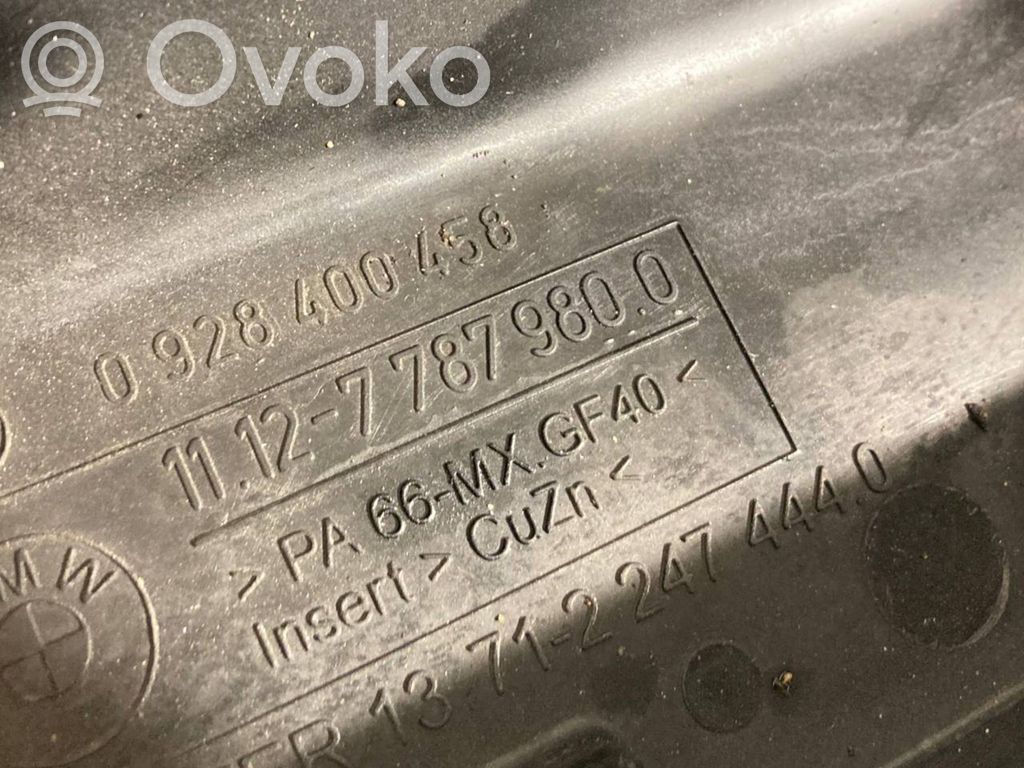 Ovoko
0 928 400 458
11.12-7 787 980.0
> PA 66-MX.GF40 <
Insert > CuZn <
13.71-2 247 444.0